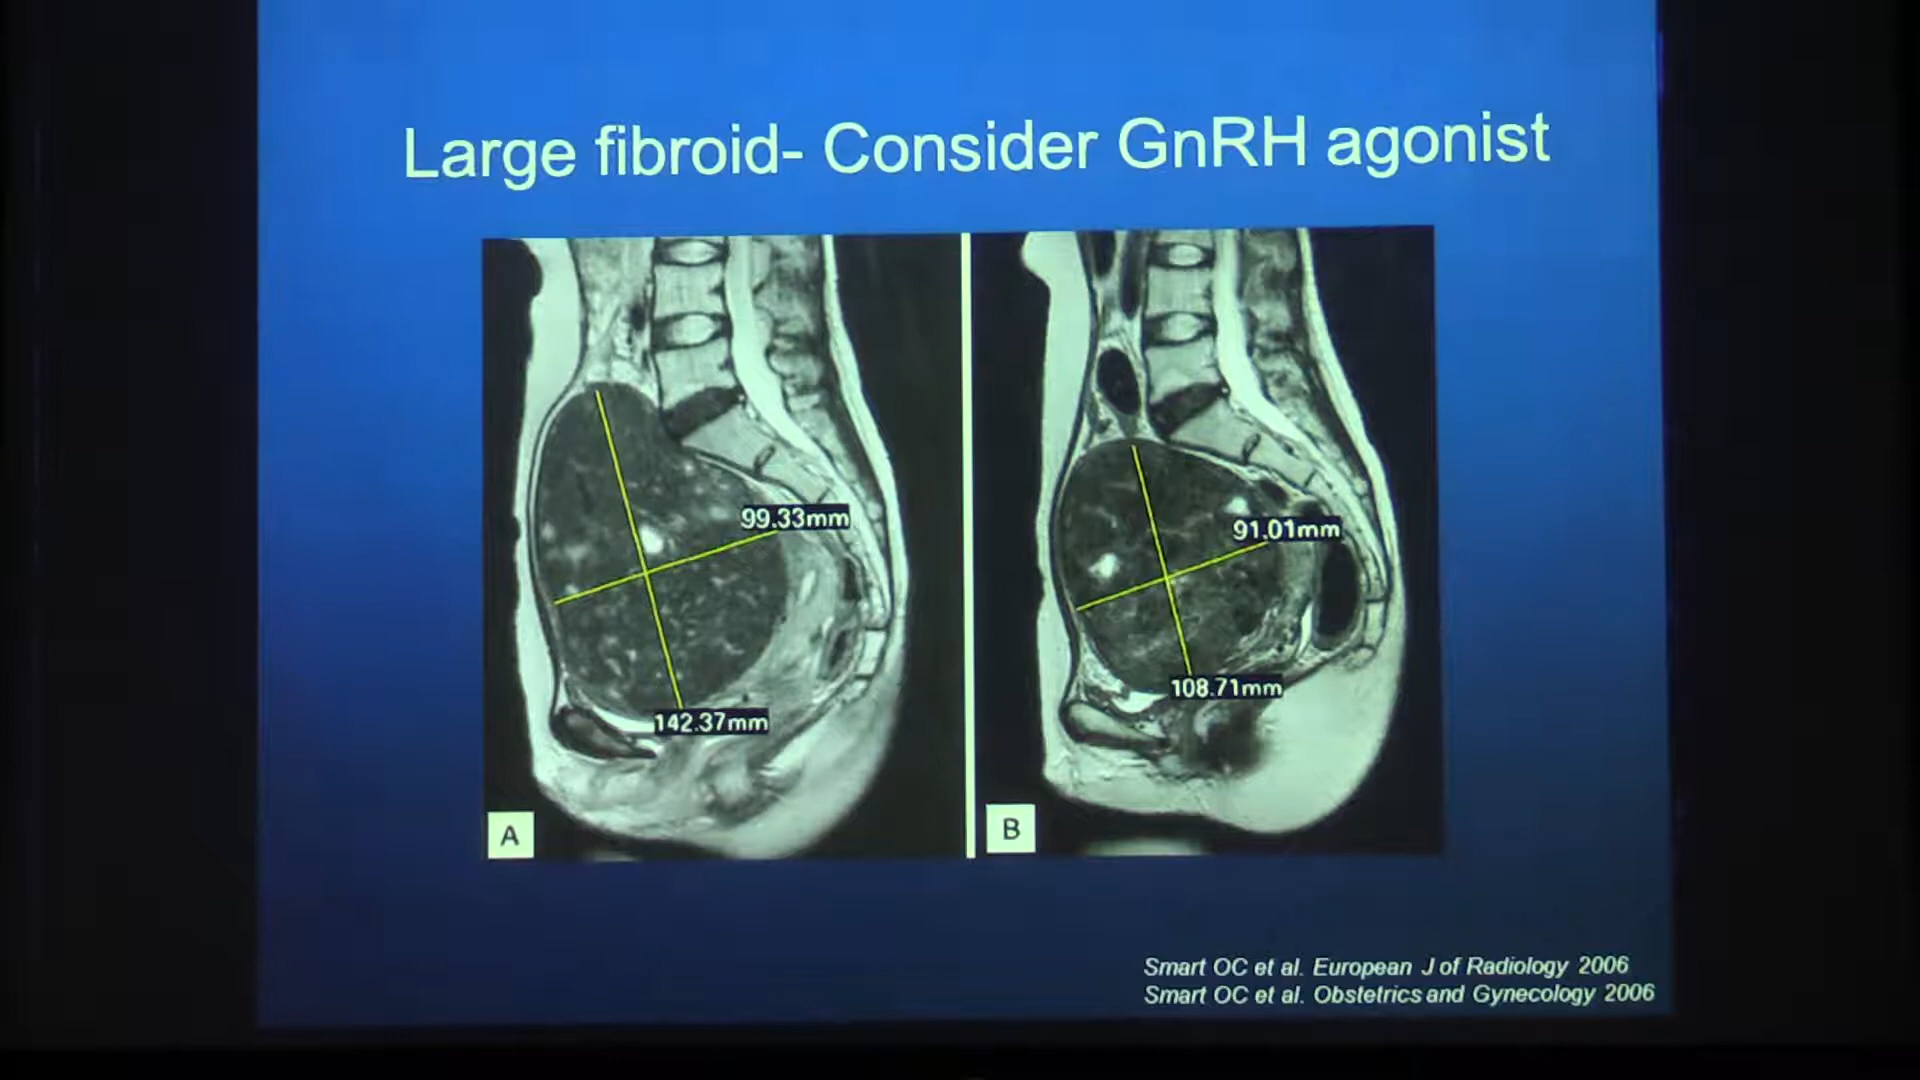 Large fibroid- Consider GnRH agonist
99.33mm
142.37mm
A
91.01mm
108.71mm
B
Smart OC et al. European J of Radiology 2006
Smart OC et al. Obstetrics and Gynecology 2006